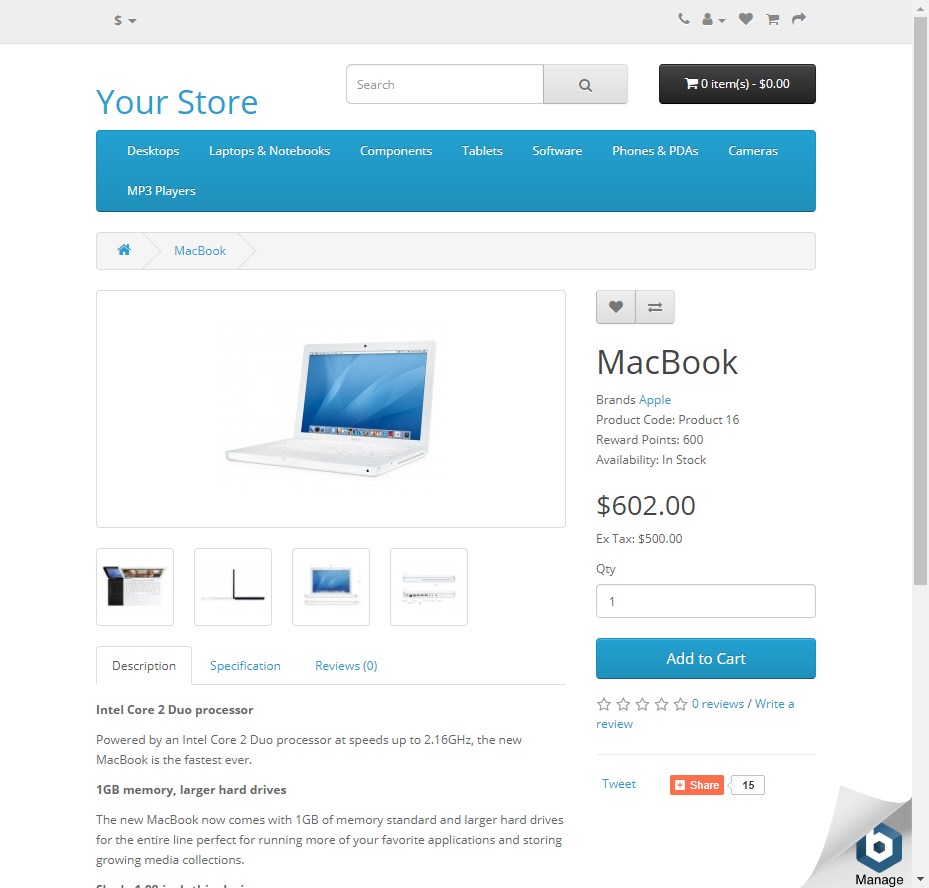 $
Your Store
Search
0 item(s) - $0.00
Desktops Laptops & Notebooks Components Tablets Software Phones & PDAs Cameras
MP3 Players
MacBook
MacBook
Brands Apple
Product Code: Product 16
Reward Points: 600
Availability: In Stock
$602.00
Ex Tax: $500.00
Qty
1
Add to Cart
0 reviews / Write a
review
Tweet
Share 15
Description Specification Reviews (0)
Intel Core 2 Duo processor
Powered by an Intel Core 2 Duo processor at speeds up to 2.16GHz, the new
MacBook is the fastest ever.
1GB memory, larger hard drives
The new MacBook now comes with 1GB of memory standard and larger hard drives
for the entire line perfect for running more of your favorite applications and storing
growing media collections.
Manage